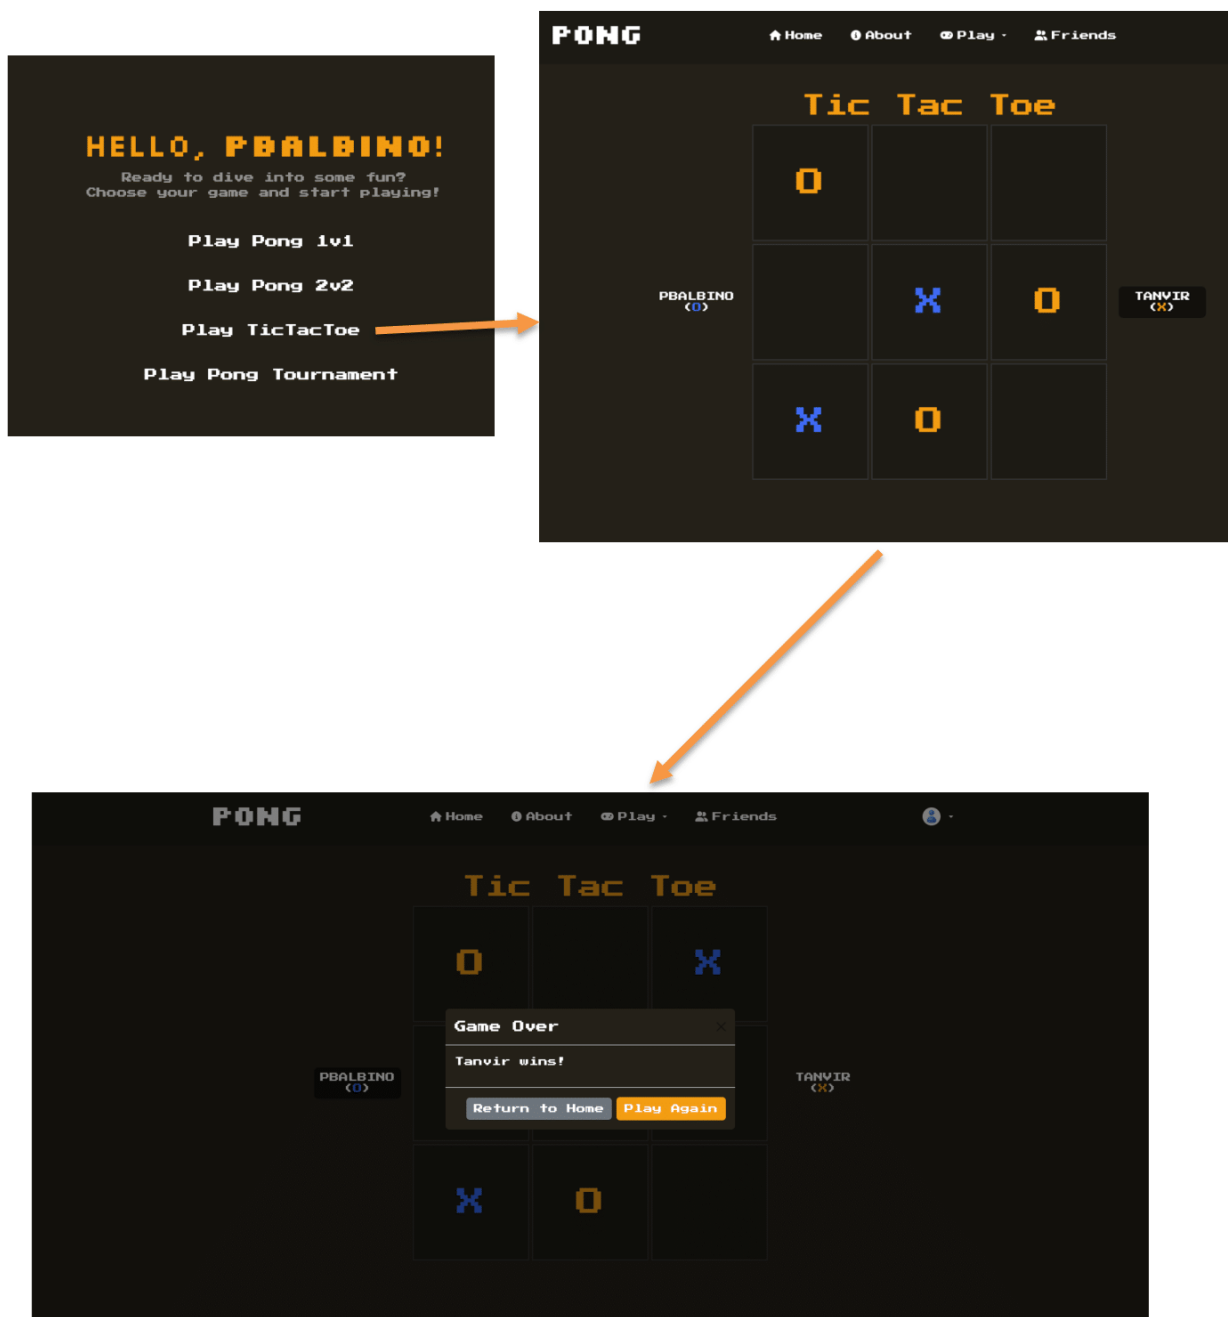 HELLO, PBALBINO!
Ready to dive into some fun?
Choose your game and start playing!
Play Pong 1v1
Play Pong 2v2
Play TicTacToe
Play Pong Tournament
PONG Home About Play Friends
Tic Tac Toe
O
PBALBINO
(O)
X O
TANVIR
(X)
X O
PONG Home About Play Friends
Tic Tac Toe
O X
Game Over ×
Tanvir wins!
Return to Home Play Again
PBALBINO
(O)
TANVIR
(X)
X O